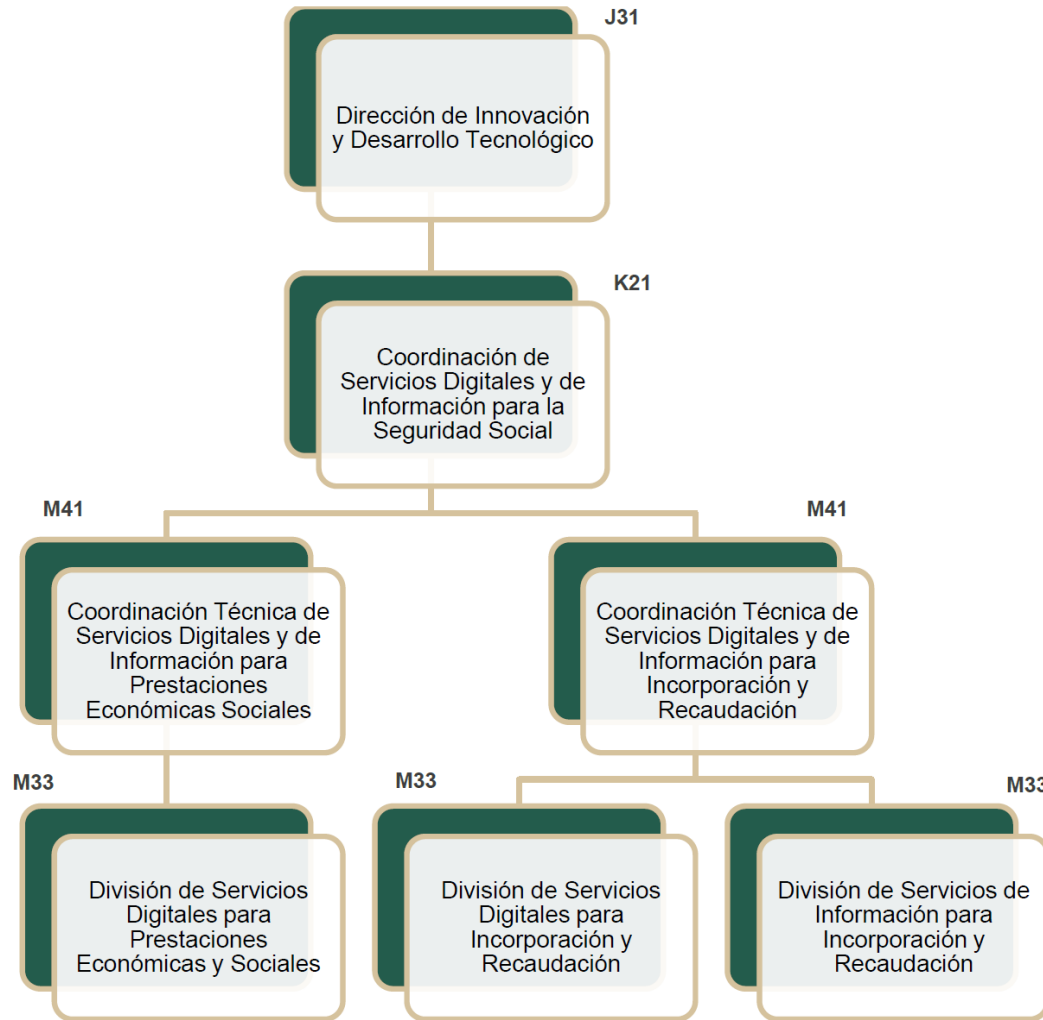 J31
Dirección de Innovación
y Desarrollo Tecnológico
K21
Coordinación de
Servicios Digitales y de
Información para la
Seguridad Social
M41
Coordinación Técnica de
Servicios Digitales y de
Información para
Prestaciones
Económicas Sociales
M41
Coordinación Técnica de
Servicios Digitales y de
Información para
Incorporación y
Recaudación
M33
División de Servicios
Digitales para
Prestaciones
Económicas y Sociales
M33
División de Servicios
Digitales para
Incorporación y
Recaudación
M33
División de Servicios de
Información para
Incorporación y
Recaudación